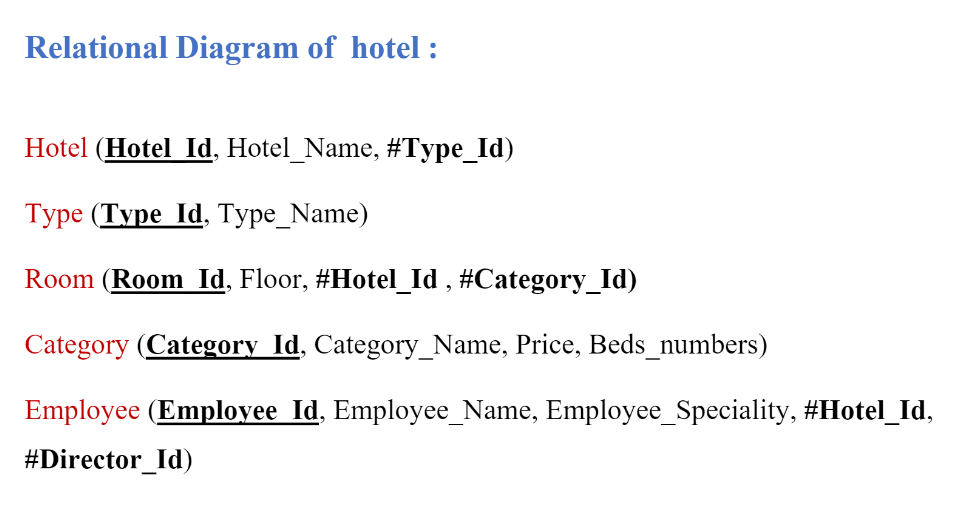 Relational Diagram of hotel :
Hotel (Hotel_Id, Hotel_Name, #Type_Id)
Type (Type_Id, Type_Name)
Room (Room_Id, Floor, #Hotel_Id , #Category_Id)
Category (Category_Id, Category_Name, Price, Beds_numbers)
Employee (Employee_Id, Employee_Name, Employee_Speciality, #Hotel_Id,
#Director_Id)